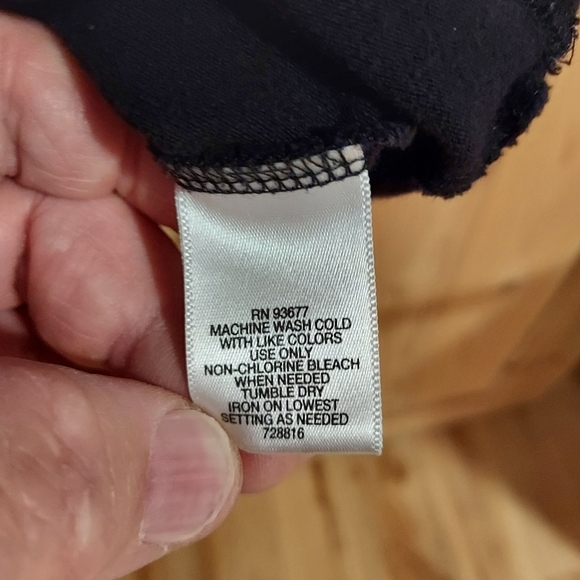 RN 93677
MACHINE WASH COLD
WITH LIKE COLORS
USE ONLY
NON-CHLORINE BLEACH
WHEN NEEDED
TUMBLE DRY
IRON ON LOWEST
SETTING AS NEEDED
728816